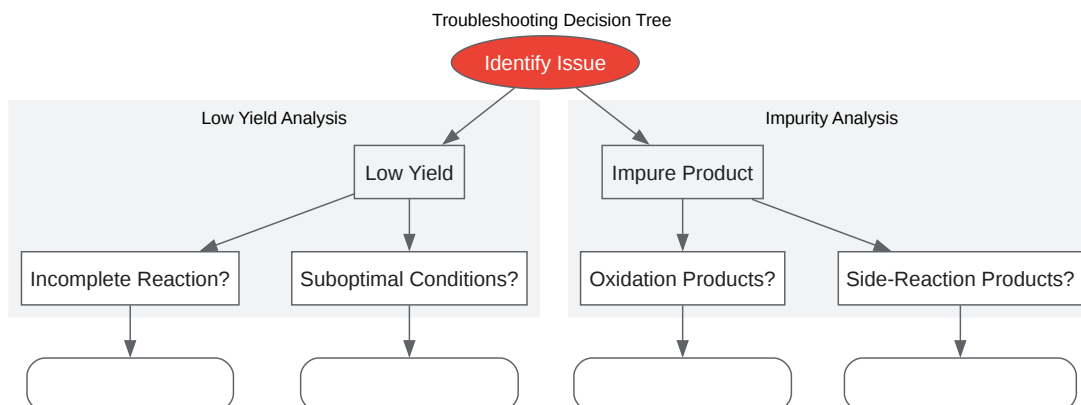 Troubleshooting Decision Tree
Identify Issue
Low Yield Analysis
Impurity Analysis
Low Yield
Impure Product
Incomplete Reaction?
Suboptimal Conditions?
Oxidation Products?
Side-Reaction Products?